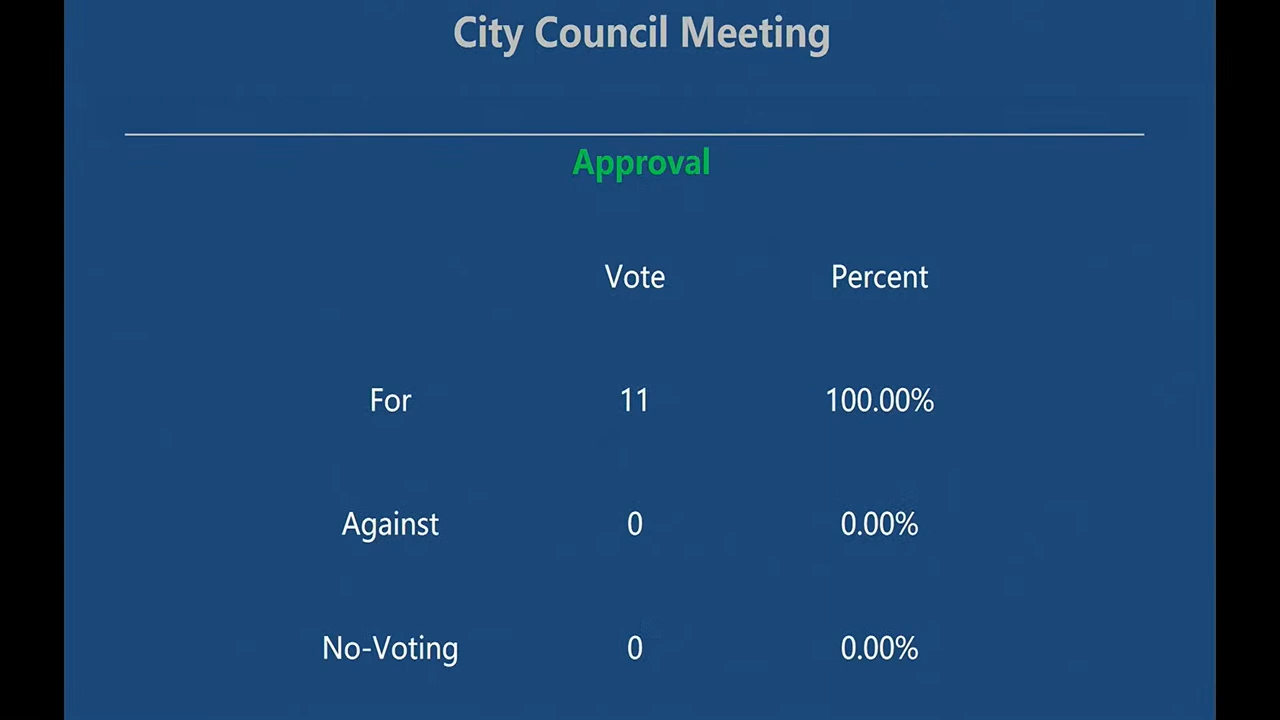 City Council Meeting
Approval
Vote Percent
For 11 100.00%
Against 0 0.00%
No-Voting 0 0.00%